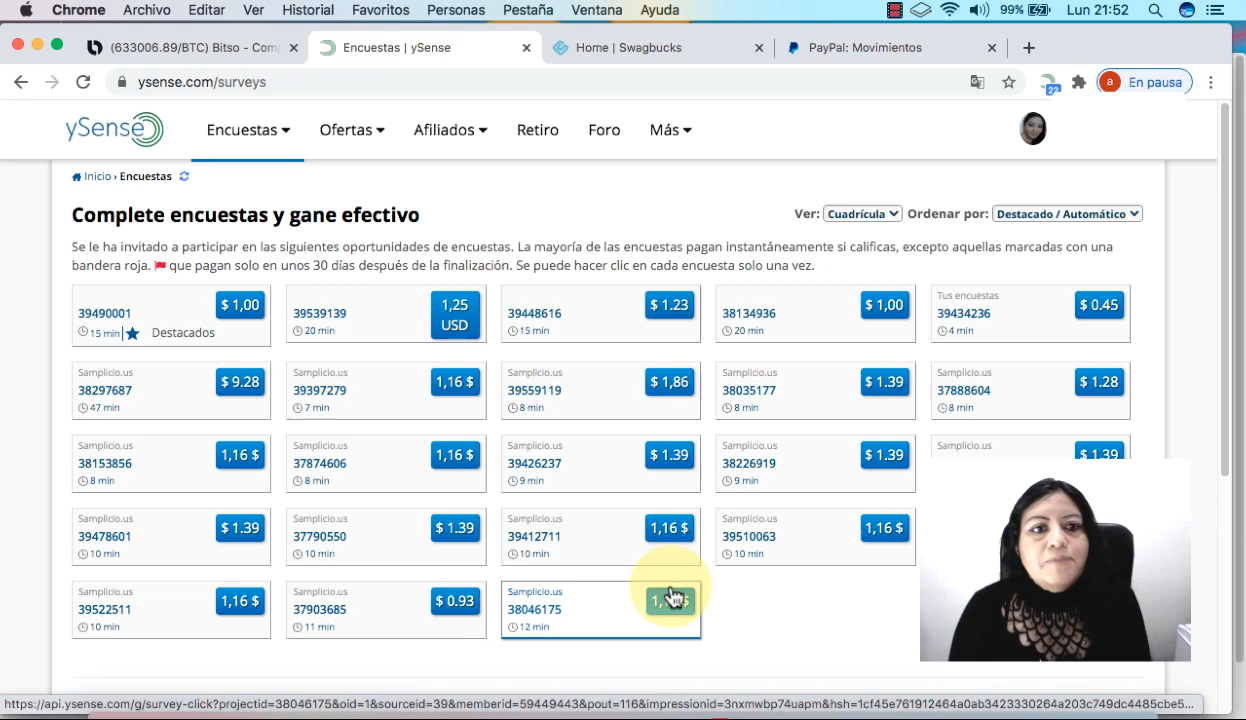 Chrome Archivo Editar Ver Historial Favoritos Personas Pestaña Ventana Ayuda 99% Lun 21:52
(633006.89/BTC) Bitso - Com Encuestas | ySense Home | Swagbucks PayPal: Movimientos
ysense.com/surveys 22 a En pausa
ySense Encuestas Ofertas Afiliados Retiro Foro Más
Inicio › Encuestas
Complete encuestas y gane efectivo Ver: Cuadrícula Ordenar por: Destacado / Automático
Se le ha invitado a participar en las siguientes oportunidades de encuestas. La mayoría de las encuestas pagan instantáneamente si calificas, excepto aquellas marcadas con una
bandera roja. que pagan solo en unos 30 días después de la finalización. Se puede hacer clic en cada encuesta solo una vez.
39490001 $ 1,00
15 min Destacados
39539139 1,25 USD
20 min
39448616 $ 1.23
15 min
38134936 $ 1,00
20 min
Tus encuestas
39434236 $ 0.45
4 min
Samplicio.us
38297687 $ 9.28
47 min
Samplicio.us
39397279 1,16 $
7 min
Samplicio.us
39559119 $ 1,86
8 min
Samplicio.us
38035177 $ 1.39
8 min
Samplicio.us
37888604 $ 1.28
8 min
Samplicio.us
38153856 1,16 $
8 min
Samplicio.us
37874606 1,16 $
8 min
Samplicio.us
39426237 $ 1.39
9 min
Samplicio.us
38226919 $ 1.39
9 min
Samplicio.us
$ 1.39
Samplicio.us
39478601 $ 1.39
10 min
Samplicio.us
37790550 $ 1.39
10 min
Samplicio.us
39412711 1,16 $
10 min
Samplicio.us
39510063 1,16 $
10 min
Samplicio.us
39522511 1,16 $
10 min
Samplicio.us
37903685 $ 0.93
11 min
Samplicio.us
38046175
12 min
https://api.ysense.com/g/survey-click?projectid=38046175&oid=1&sourceid=39&memberid=59449443&pout=116&impressionid=3nxmwbp74uapm&hsh=1cf45e761912464a0ab3423330264a203c749dc4485cbe5...